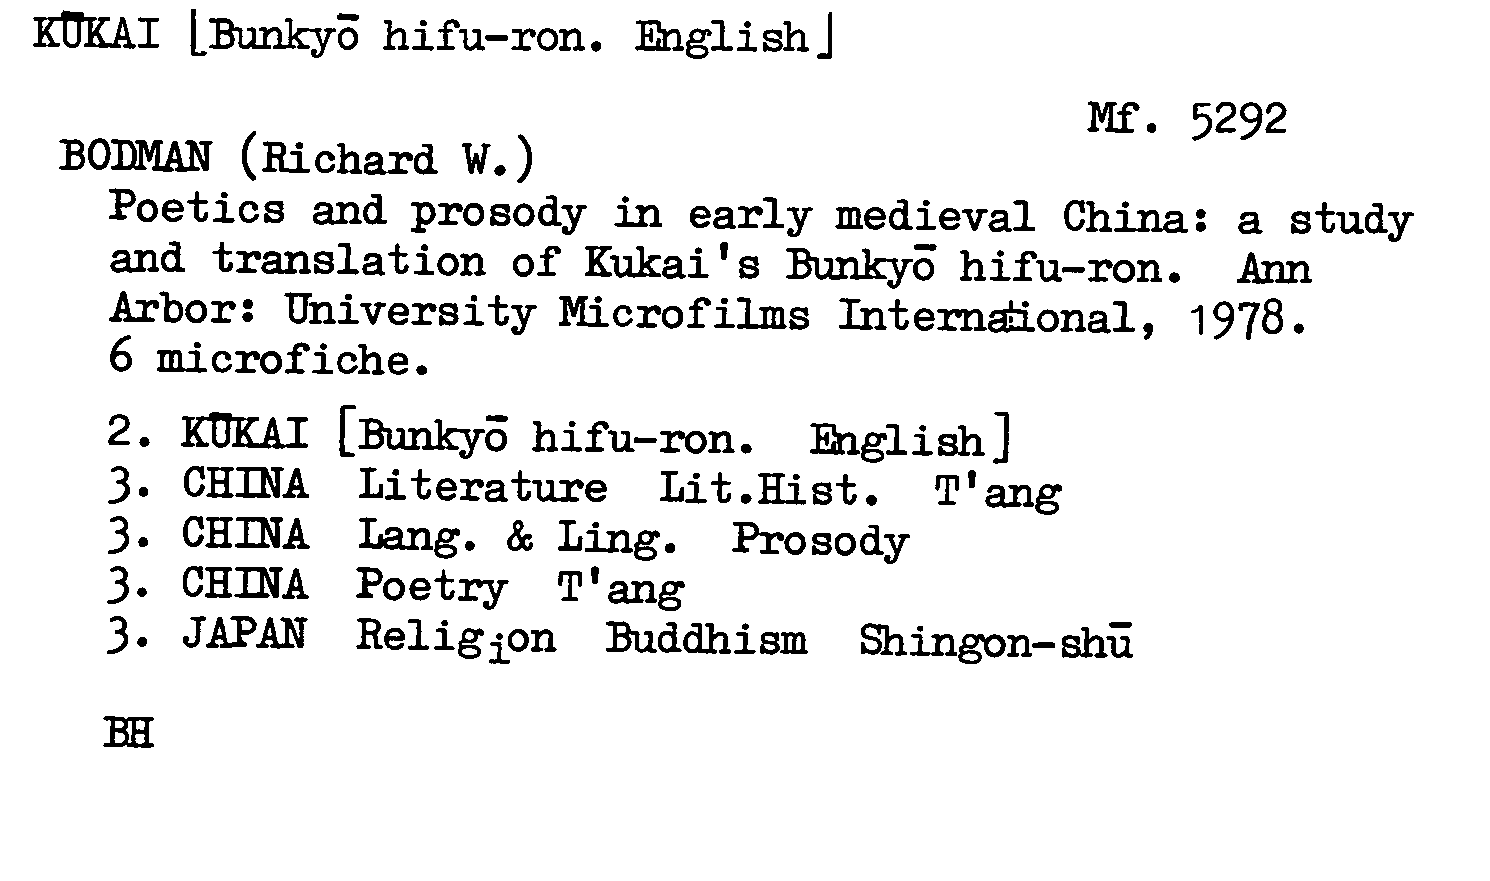 KŪKAI [Bunkyō hifu-ron. English]
Mf. 5292
BODMAN (Richard W.)
Poetics and prosody in early medieval China: a study
and translation of Kukai's Bunkyō hifu-ron. Ann
Arbor: University Microfilms International, 1978.
6 microfiche.
2. KŪKAI [Bunkyō hifu-ron. English]
3. CHINA Literature Lit.Hist. T'ang
3. CHINA Lang. & Ling. Prosody
3. CHINA Poetry T'ang
3. JAPAN Religion Buddhism Shingon-shū
BH